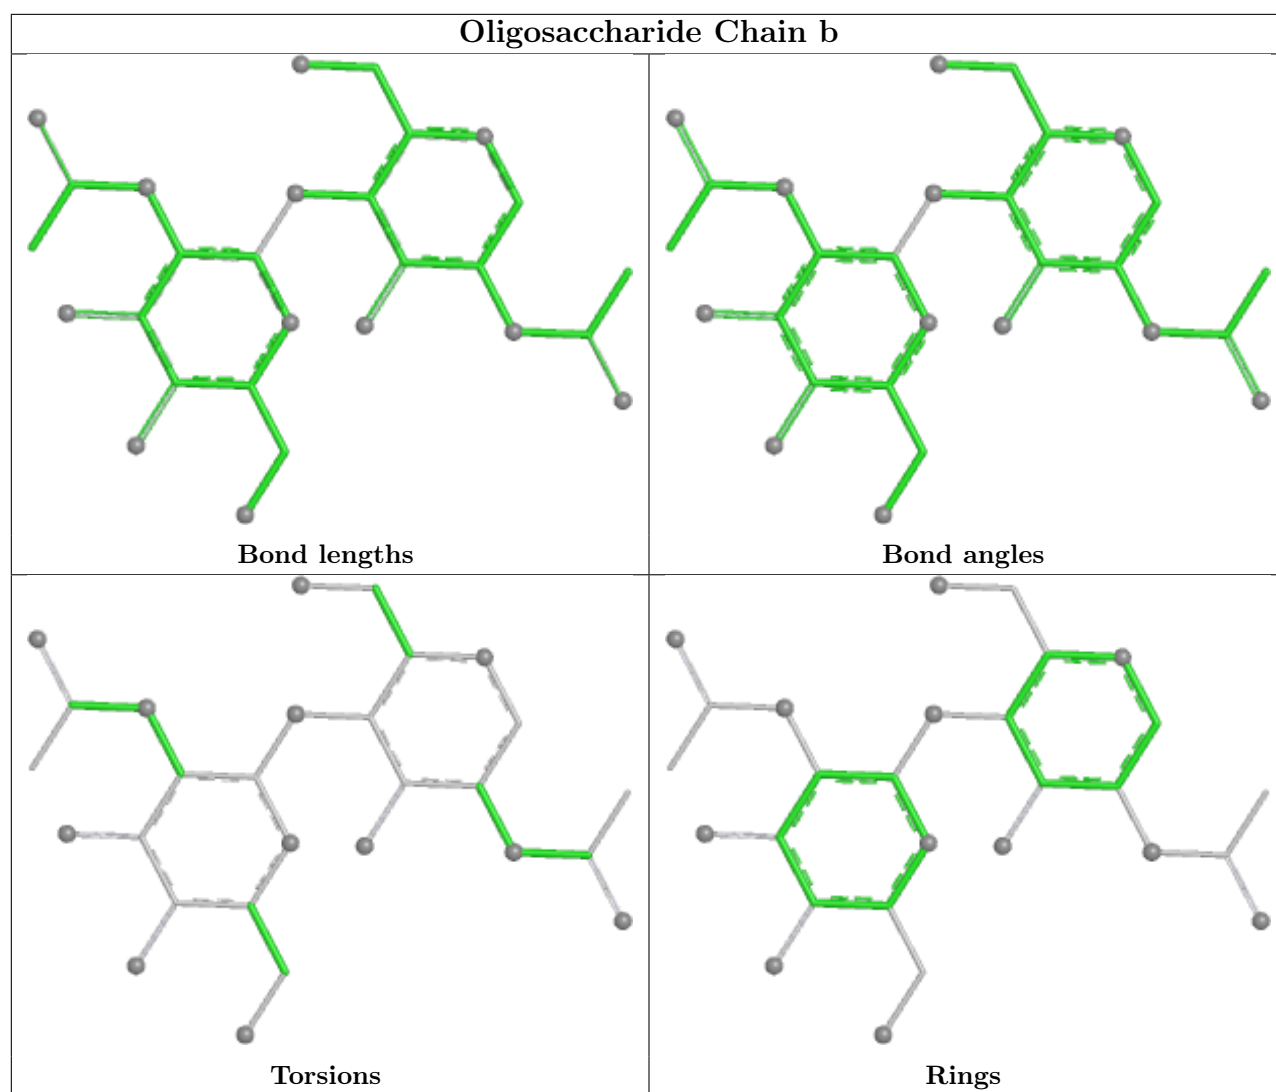 Oligosaccharide Chain b
Bond lengths
Bond angles
Torsions
Rings